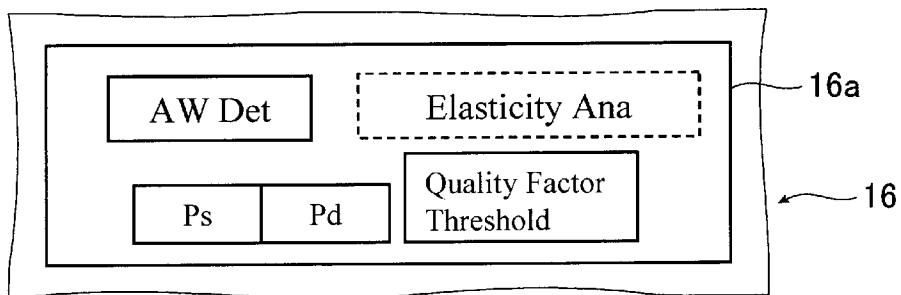 AW Det
Elasticity Ana
16a
Ps
Pd
Quality Factor
Threshold
16